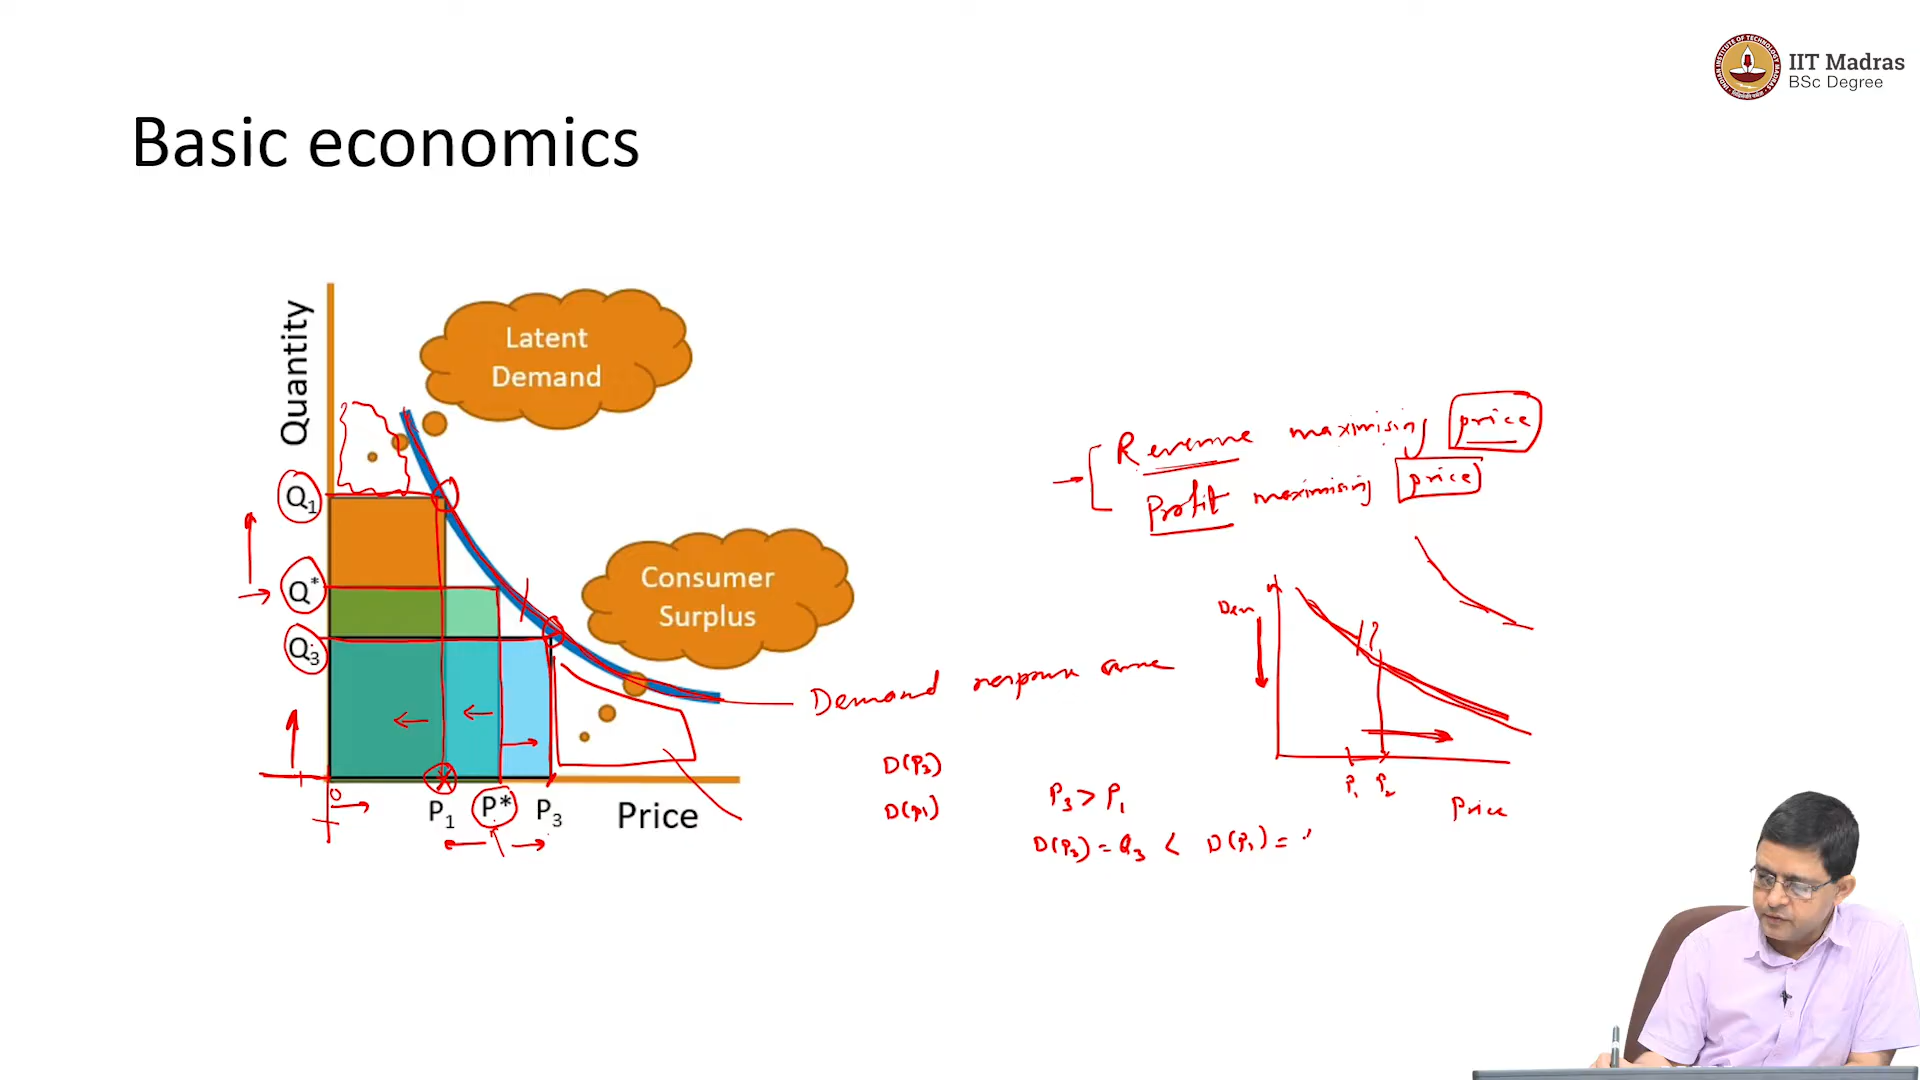 IIT Madras
BSc Degree
Basic economics
Quantity
Latent
Demand
Q1
Q*
Q3
Consumer
Surplus
0
P1
P*
P3
Price
Demand response curve
D(P3)
D(P1)
P3 > P1
D(P3) = Q3 < D(P1) =
Revenue maximising price
Profit maximising price
Dem
P1
P2
Price